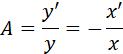 A = y′/y = −x′/x